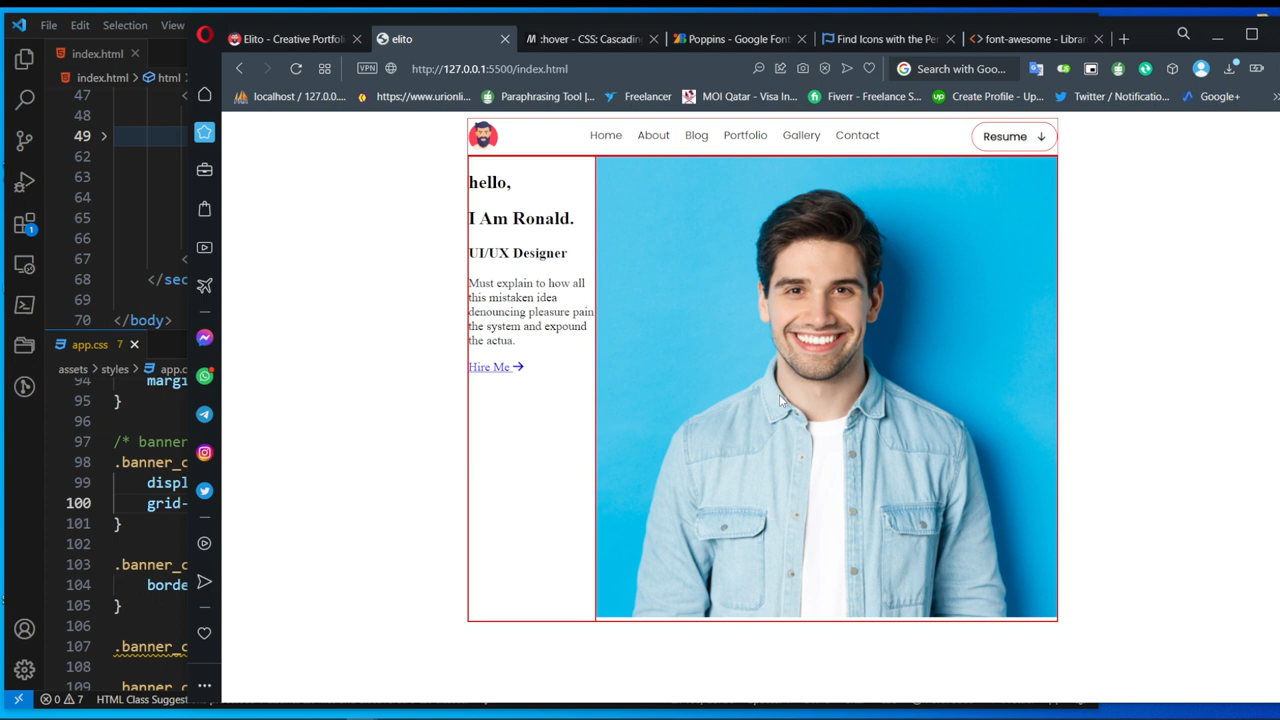 File Edit Selection View
index.html
index.html > html
47 <
48
49 >
62
63
64
65
66
67 <
68 </sec
69
70 </body>
app.css 7
assets > styles > app.c
94 margi
95 }
96
97 /* banner
98 .banner_c
99 displ
100 grid-
101 }
102
103 .banner_c
104 borde
105 }
106
107 .banner_c
108
109 .banner_c
0 7 HTML Class Suggest
Elito - Creative Portfol
elito
:hover - CSS: Cascadin
Poppins - Google Font
Find Icons with the Per
font-awesome - Librar
VPN http://127.0.0.1:5500/index.html
Search with Goo...
localhost / 127.0.0....
https://www.urionli...
Paraphrasing Tool |...
Freelancer
MOI Qatar - Visa In...
Fiverr - Freelance S...
Create Profile - Up...
Twitter / Notificatio...
Google+
Home About Blog Portfolio Gallery Contact
Resume ↓
hello,
I Am Ronald.
UI/UX Designer
Must explain to how all
this mistaken idea
denouncing pleasure pain
the system and expound
the actua.
Hire Me →